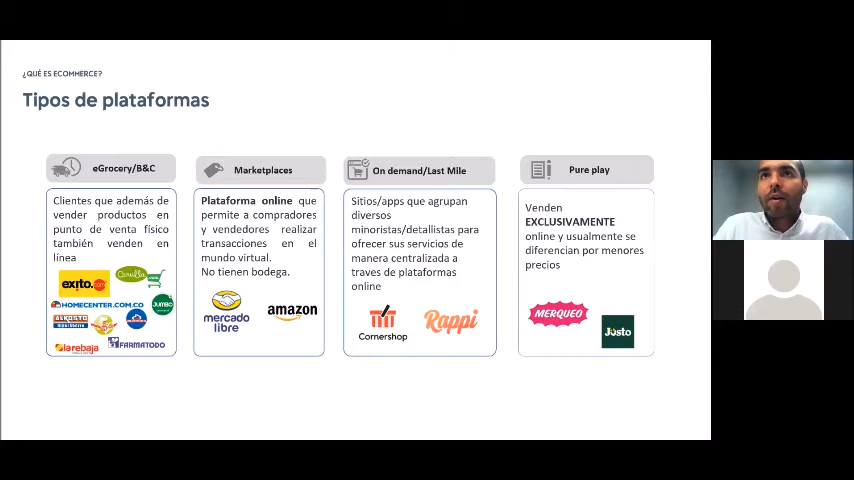 ¿QUÉ ES ECOMMERCE?
Tipos de plataformas
eGrocery/B&C
Clientes que además de
vender productos en
punto de venta físico
también venden en
línea
exito.com
Carulla
HOMECENTER.COM.CO
JUMBO
ALKOSTO
larebaja
FARMATODO
Marketplaces
Plataforma online que
permite a compradores
y vendedores realizar
transacciones en el
mundo virtual.
No tienen bodega.
mercado
libre
amazon
On demand/Last Mile
Sitios/apps que agrupan
diversos
minoristas/detallistas para
ofrecer sus servicios de
manera centralizada a
traves de plataformas
online
Cornershop
Rappi
Pure play
Venden
EXCLUSIVAMENTE
online y usualmente se
diferencian por menores
precios
MERQUEO
Jüsto